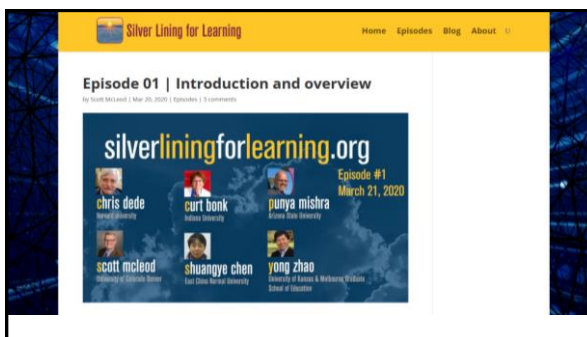 Silver Lining for Learning
Home Episodes Blog About
Episode 01 | Introduction and overview
by Scott McLeod | Mar 20, 2020 | Episodes | 3 comments
silverliningforlearning.org
Episode #1
March 21, 2020
chris dede
Harvard University
curt bonk
Indiana University
punya mishra
Arizona State University
scott mcleod
University of Colorado Denver
shuangye chen
East China Normal University
yong zhao
University of Kansas & Melbourne Graduate
School of Education